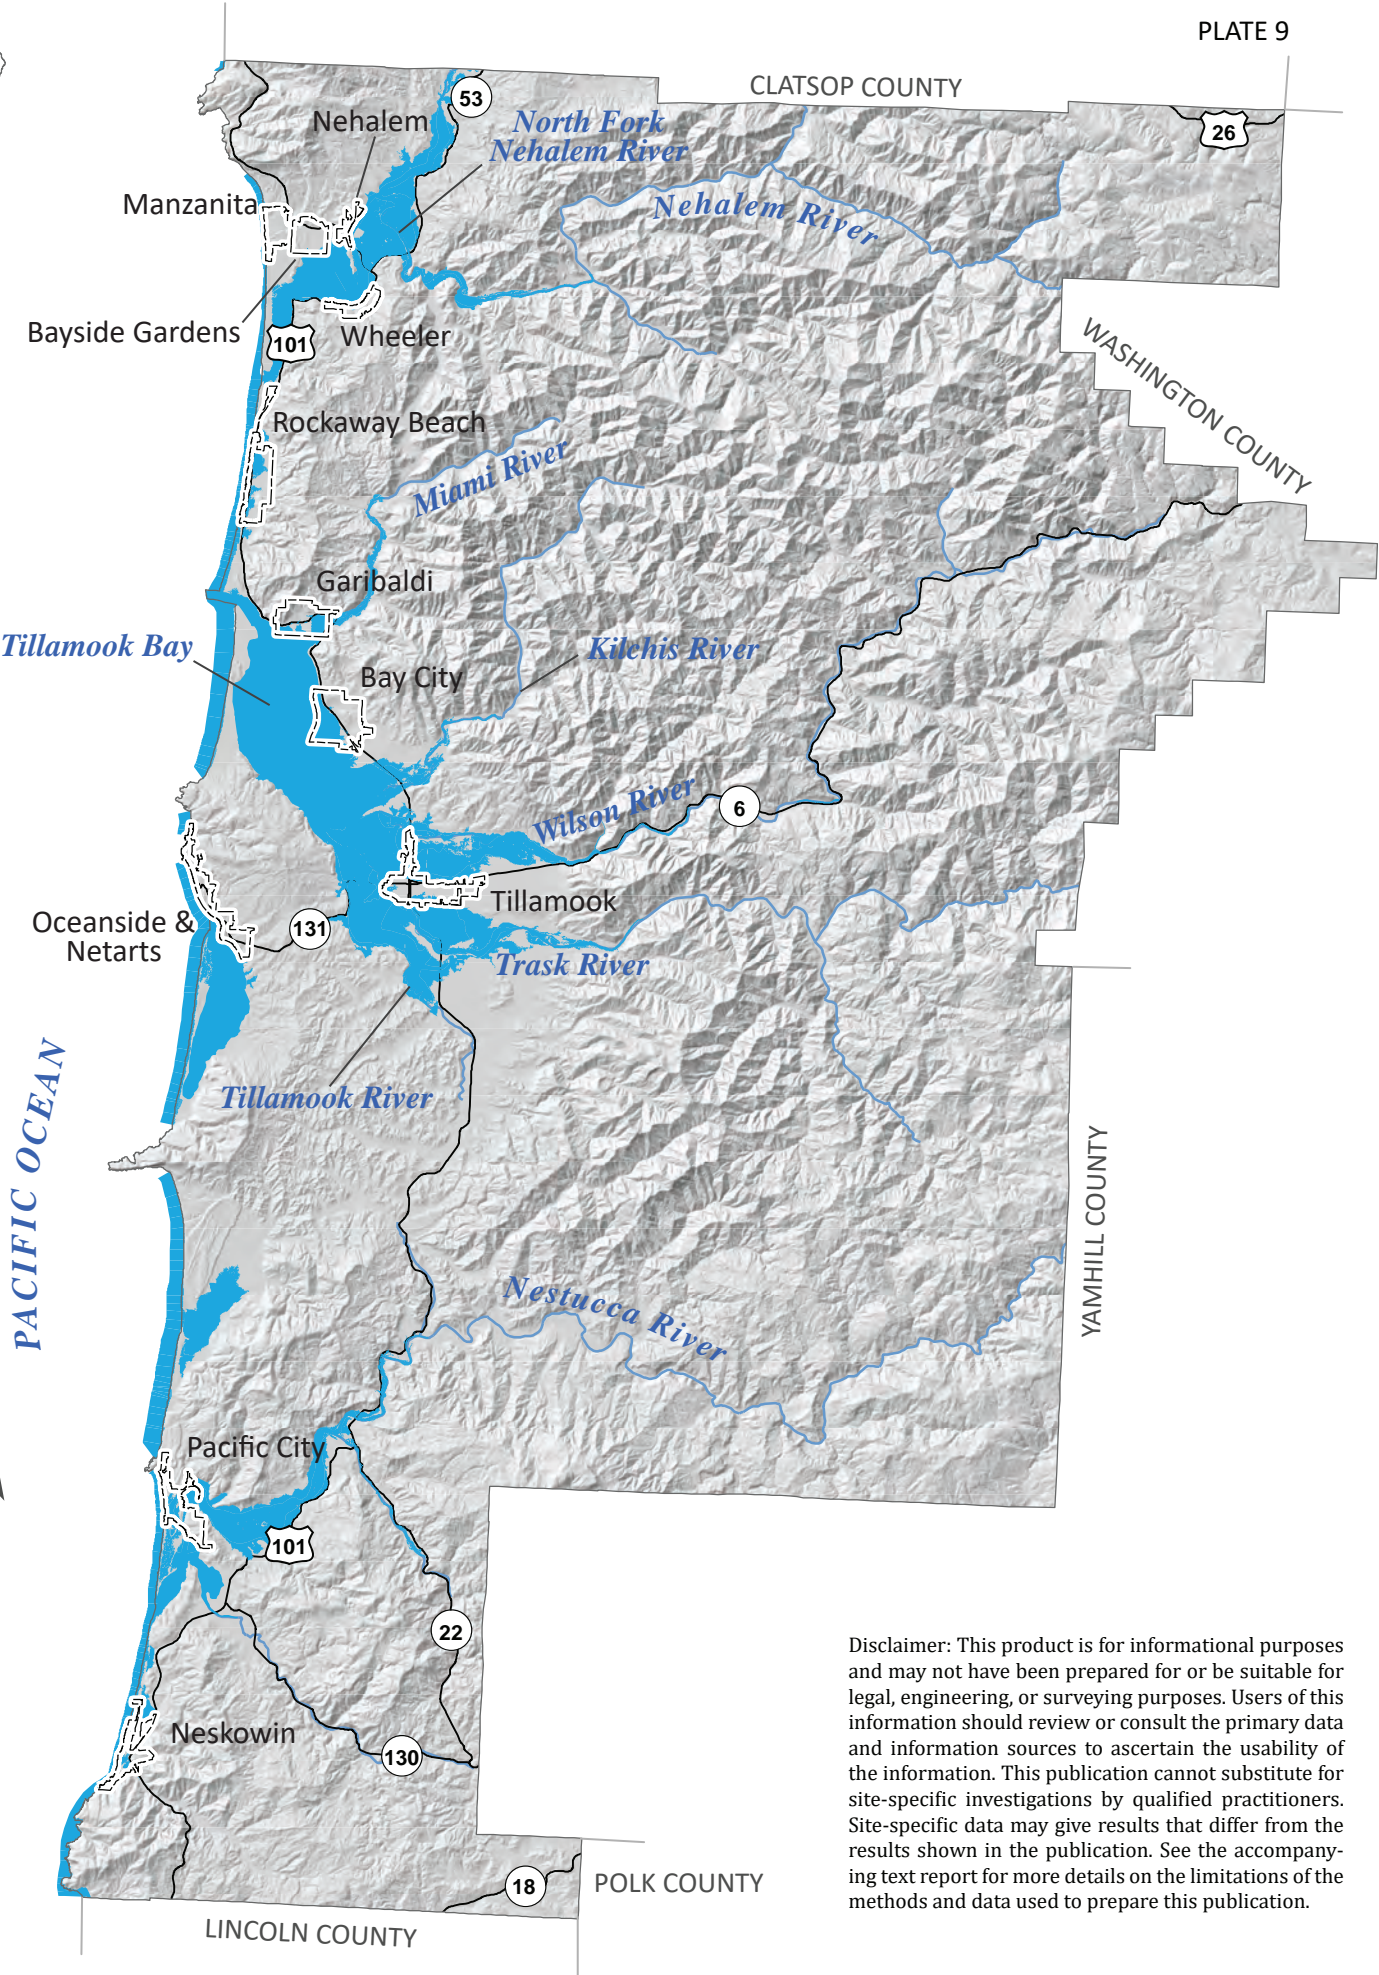 PLATE 9
CLATSOP COUNTY
53
26
Nehalem
North Fork
Nehalem River
Manzanita
Nehalem River
Bayside Gardens
101
Wheeler
WASHINGTON COUNTY
Rockaway Beach
Miami River
Garibaldi
Tillamook Bay
Kilchis River
Bay City
Wilson River
6
Tillamook
Oceanside &
Netarts
131
Trask River
PACIFIC OCEAN
Tillamook River
YAMHILL COUNTY
Nestucca River
Pacific City
101
22
Neskowin
130
18
POLK COUNTY
LINCOLN COUNTY
Disclaimer: This product is for informational purposes
and may not have been prepared for or be suitable for
legal, engineering, or surveying purposes. Users of this
information should review or consult the primary data
and information sources to ascertain the usability of
the information. This publication cannot substitute for
site-specific investigations by qualified practitioners.
Site-specific data may give results that differ from the
results shown in the publication. See the accompany-
ing text report for more details on the limitations of the
methods and data used to prepare this publication.